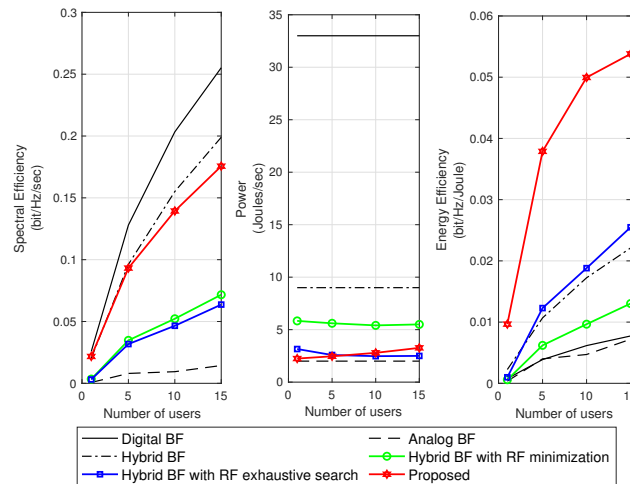 Spectral Efficiency
(bit/Hz/sec)
0.3
0.25
0.2
0.15
0.1
0.05
0
0 5 10 15
Number of users
Power
(Joules/sec)
35
30
25
20
15
10
5
0
0 5 10 15
Number of users
Energy Efficiency
(bit/Hz/Joule)
0.06
0.05
0.04
0.03
0.02
0.01
0
0 5 10
Number of users
Digital BF
Hybrid BF
Hybrid BF with RF exhaustive search
Analog BF
Hybrid BF with RF minimization
Proposed